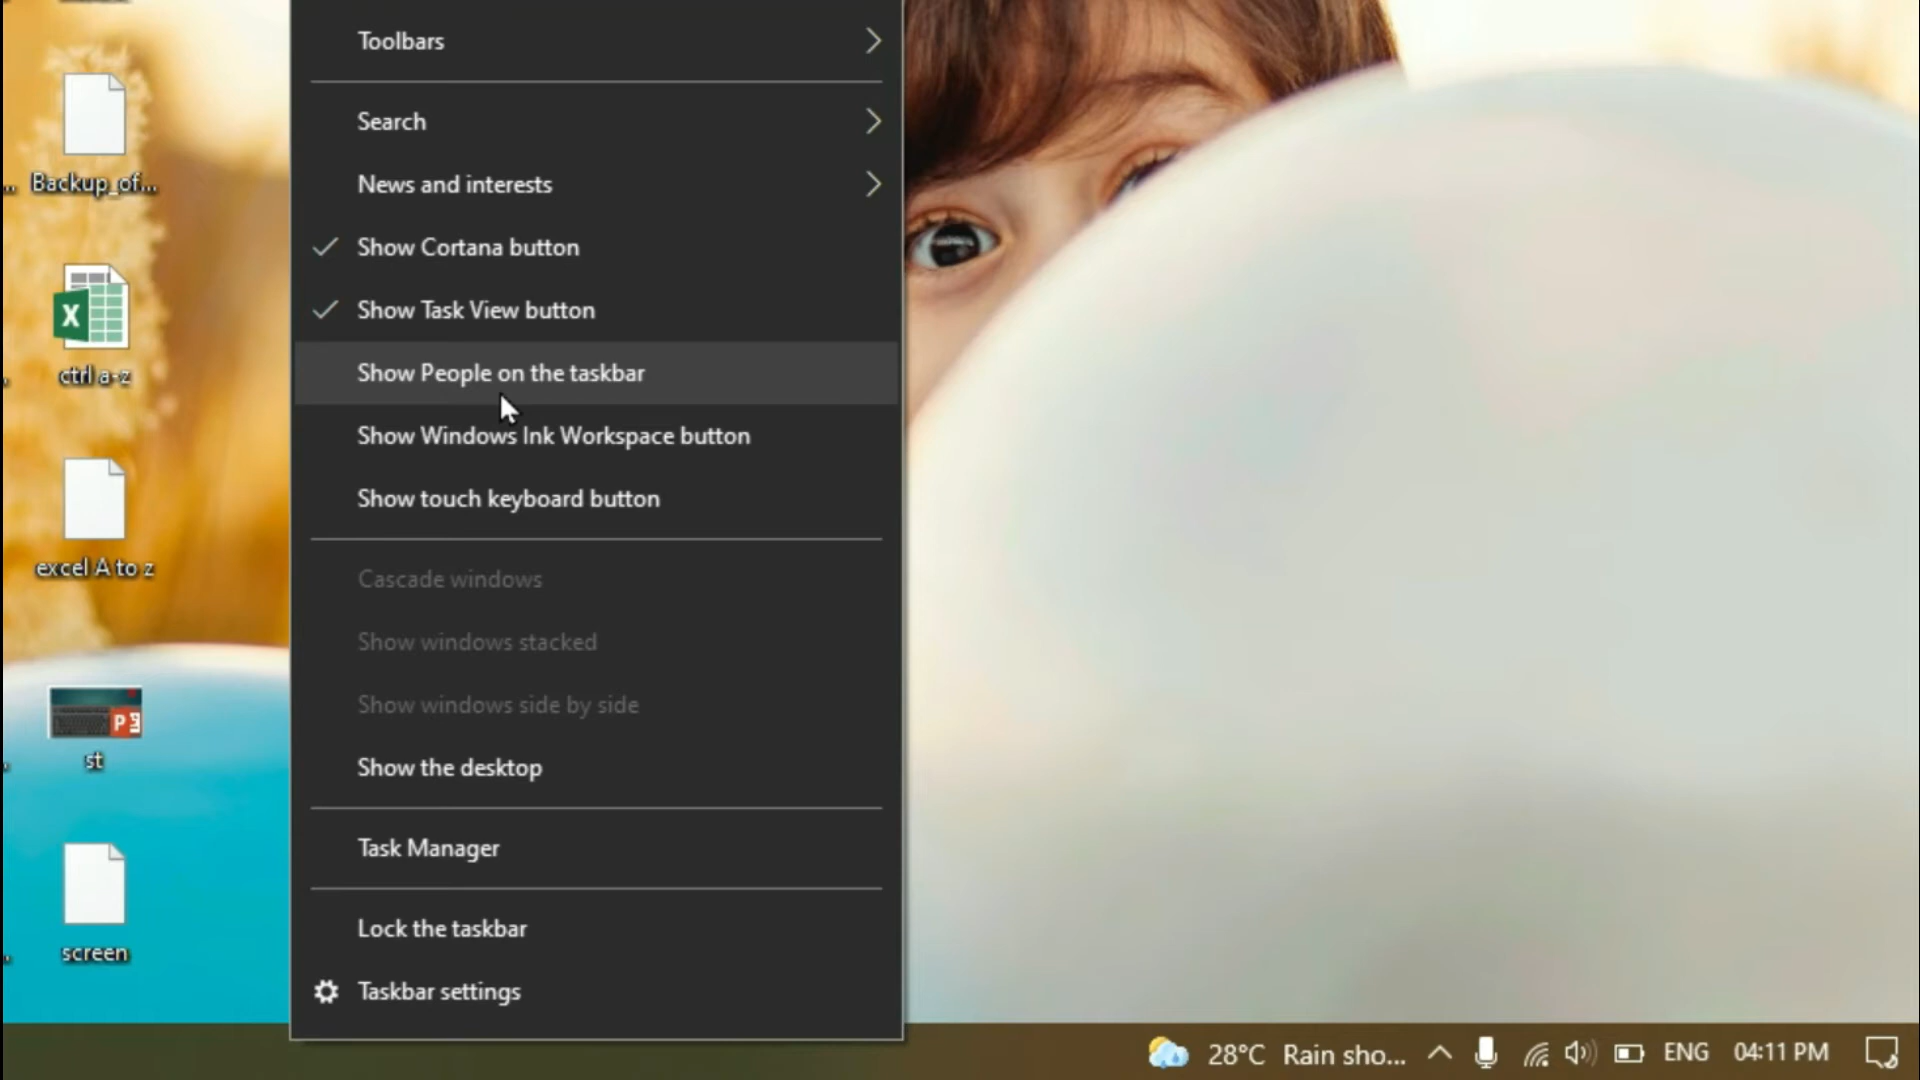 Backup_of...
ctrl a-z
excel A to z
st
screen
Toolbars
Search
News and interests
Show Cortana button
Show Task View button
Show People on the taskbar
Show Windows Ink Workspace button
Show touch keyboard button
Cascade windows
Show windows stacked
Show windows side by side
Show the desktop
Task Manager
Lock the taskbar
Taskbar settings
28°C Rain sho... ENG 04:11 PM